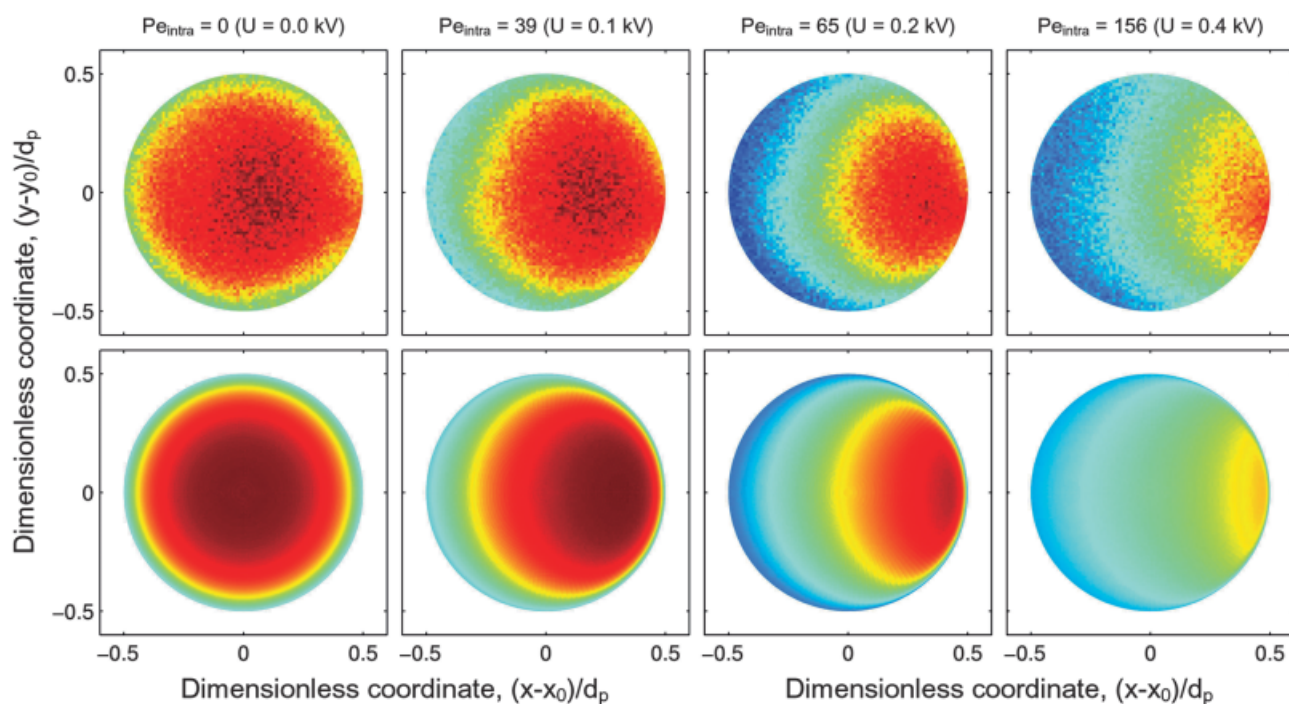 Pe_intra = 0 (U = 0.0 kV) Pe_intra = 39 (U = 0.1 kV) Pe_intra = 65 (U = 0.2 kV) Pe_intra = 156 (U = 0.4 kV)
Dimensionless coordinate, (y-y₀)/dₚ
0.5
0
−0.5
0.5
0
−0.5
−0.5 0 0.5 −0.5 0 0.5 −0.5 0 0.5 −0.5 0 0.5
Dimensionless coordinate, (x-x₀)/dₚ Dimensionless coordinate, (x-x₀)/dₚ